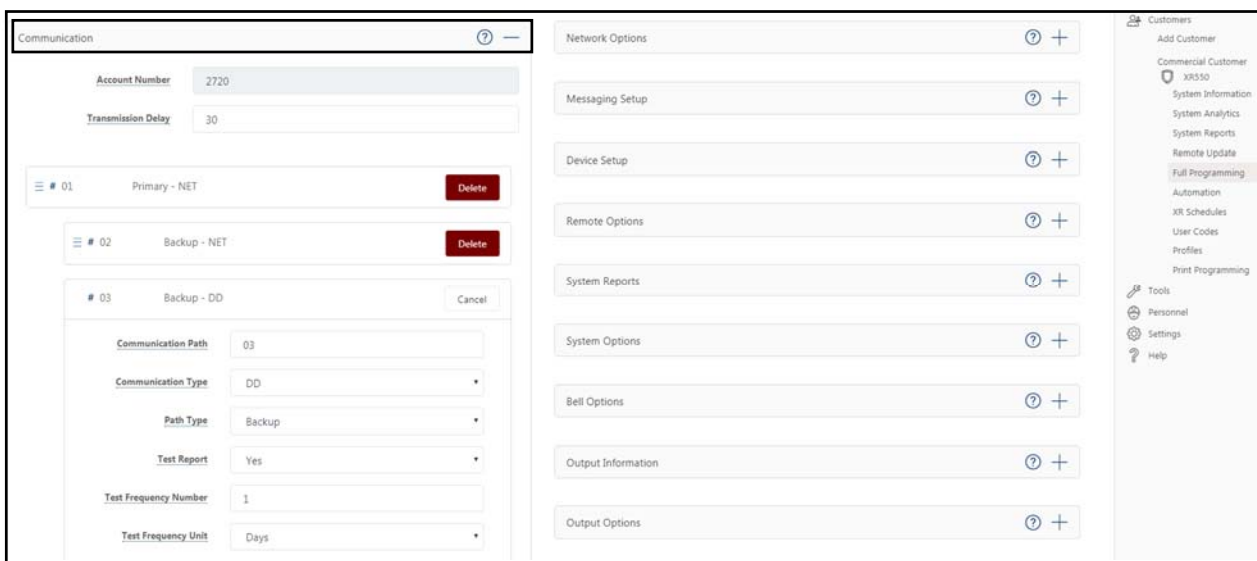 Communication
Account Number 2720
Transmission Delay 30
# 01 Primary - NET Delete
# 02 Backup - NET Delete
# 03 Backup - DD Cancel
Communication Path 03
Communication Type DD
Path Type Backup
Test Report Yes
Test Frequency Number 1
Test Frequency Unit Days
Network Options
Messaging Setup
Device Setup
Remote Options
System Reports
System Options
Bell Options
Output Information
Output Options
Customers
Add Customer
Commercial Customer
XR550
System Information
System Analytics
System Reports
Remote Update
Full Programming
Automation
XR Schedules
User Codes
Profiles
Print Programming
Tools
Personnel
Settings
Help